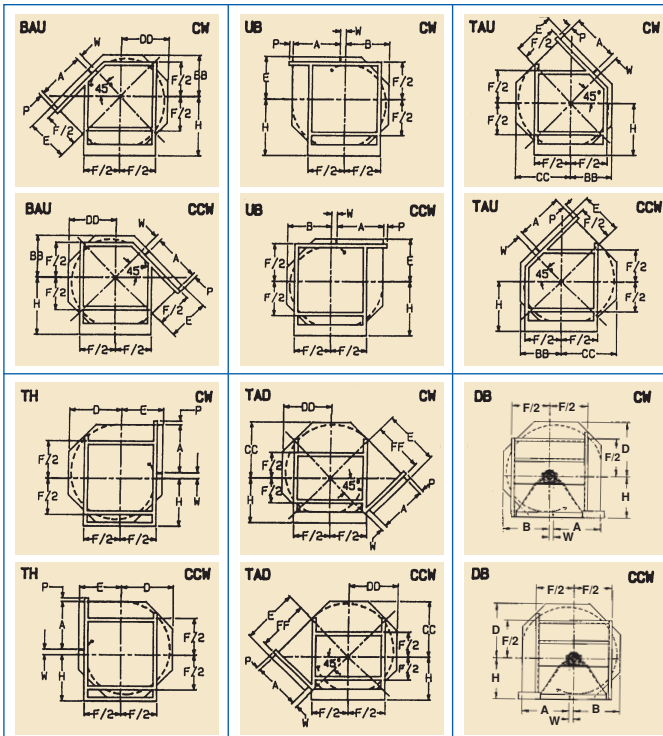 BAU CW
DD
W
A
BB
F/2
45°
F/2
H
P
F/2
E
F/2 F/2
UB CW
P A W B
E
F/2
F/2
H
F/2 F/2
TAU CW
E
P
F/2
A
W
F/2
45°
F/2
H
F/2 F/2
CC BB
BAU CCW
DD
W
A
BB
F/2
45°
F/2
P
H
F/2
E
F/2 F/2
UB CCW
B W A P
E
F/2
F/2
H
F/2 F/2
TAU CCW
A P E
W
F/2
45°
F/2
F/2
H
F/2 F/2
BB CC
TH CW
D E P
A
F/2
F/2
H
W
F/2 F/2
TAD CW
DD
E
CC
FF
F/2
F/2
45°
P
H
A
W
F/2 F/2
DB CW
F/2 F/2
D
F/2
H
B A
W
TH CCW
P E D
A
F/2
F/2
W H
F/2 F/2
TAD CCW
DD
E
FF
CC
F/2
F/2
45°
P
A
H
W
F/2 F/2
DB CCW
F/2 F/2
D
F/2
H
A B
W